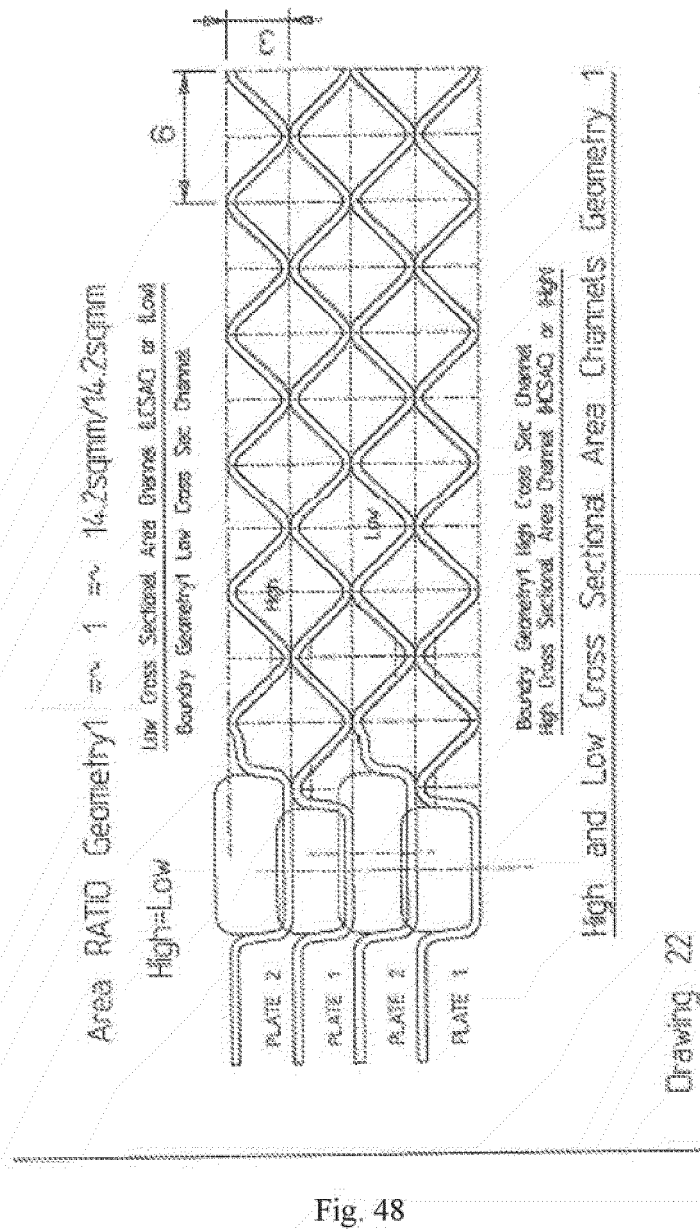 Area RATIO Geometry1 =~ 1 =~ 14.2sqmm/14.2sqmm
High=Low
Low Cross Sectional Area Channel (LCSAC) or (Low)
Boundry Geometry1 Low Cross Sec Channel
6
3
High
Low
PLATE 2
PLATE 1
PLATE 2
PLATE 1
Boundry Geometry1 High Cross Sec Channel
High Cross Sectional Area Channel (HCSAC) or (High)
High and Low Cross Sectional Area Channels Geometry 1
Drawing 22
Fig. 48